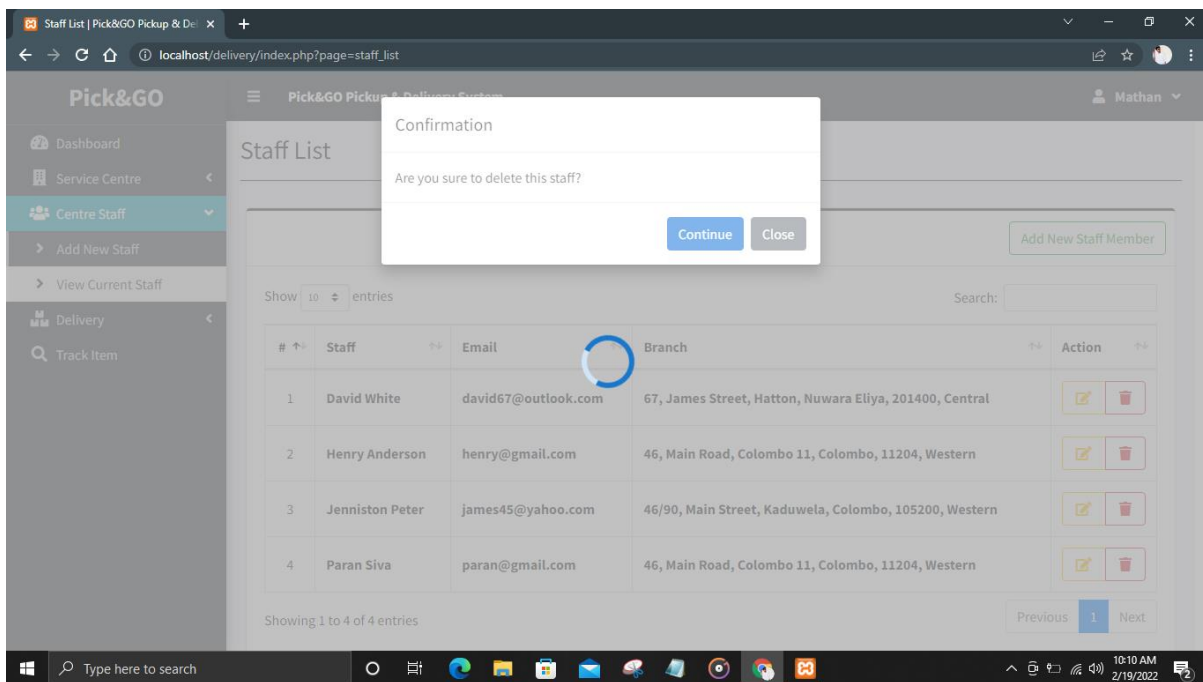 Staff List | Pick&GO Pickup & Del
localhost/delivery/index.php?page=staff_list
Pick&GO
Pick&GO Pickup & Delivery System
Mathan
Confirmation
Are you sure to delete this staff?
Continue Close
Dashboard
Service Centre
Centre Staff
Add New Staff
View Current Staff
Delivery
Track Item
Staff List
Add New Staff Member
Show 10 entries
Search:
# Staff Email Branch Action
1 David White david67@outlook.com 67, James Street, Hatton, Nuwara Eliya, 201400, Central
2 Henry Anderson henry@gmail.com 46, Main Road, Colombo 11, Colombo, 11204, Western
3 Jenniston Peter james45@yahoo.com 46/90, Main Street, Kaduwela, Colombo, 105200, Western
4 Paran Siva paran@gmail.com 46, Main Road, Colombo 11, Colombo, 11204, Western
Showing 1 to 4 of 4 entries
Previous 1 Next
Type here to search
10:10 AM
2/19/2022
2